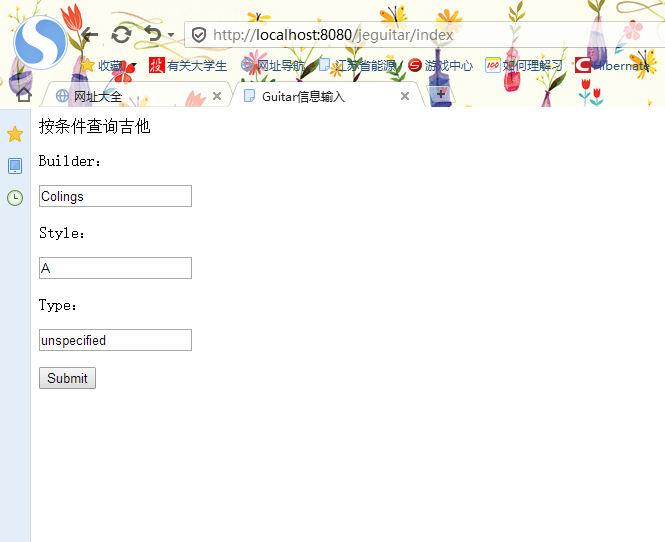 http://localhost:8080/jeguitar/index
收藏 有关大学生 网址导航 江苏省能源 游戏中心 如何理解习 Hibernate
网址大全 Guitar信息输入
按条件查询吉他
Builder:
Colings
Style:
A
Type:
unspecified
Submit